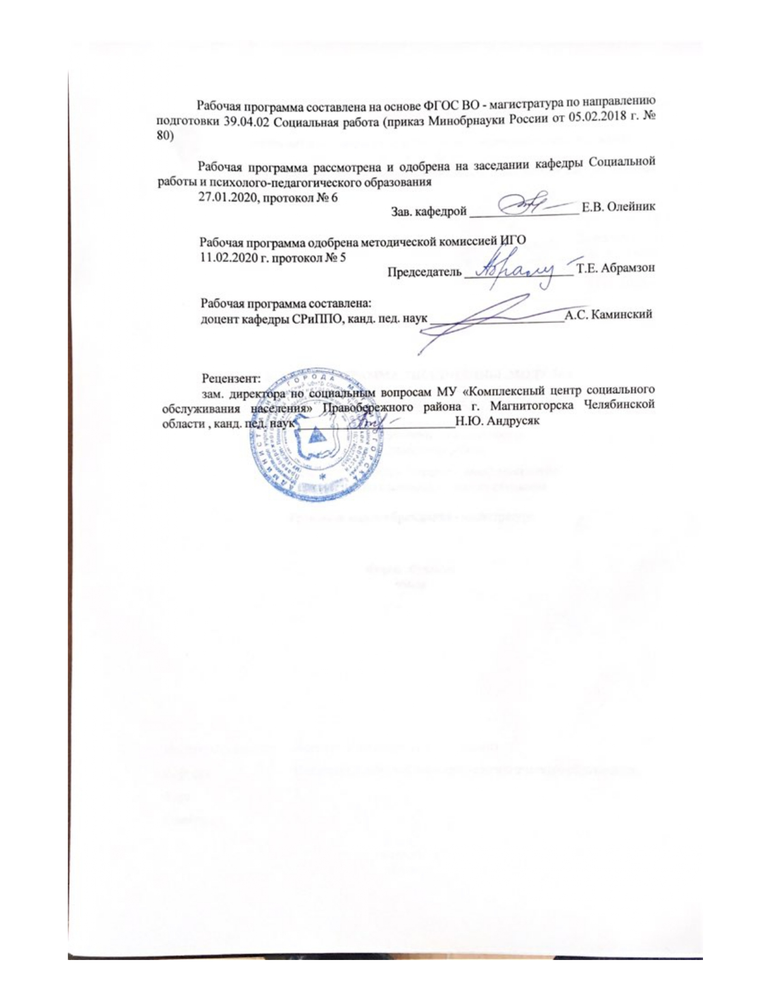 Рабочая программа составлена на основе ФГОС ВО - магистратура по направлению
подготовки 39.04.02 Социальная работа (приказ Минобрнауки России от 05.02.2018 г. №
80)
Рабочая программа рассмотрена и одобрена на заседании кафедры Социальной
работы и психолого-педагогического образования
27.01.2020, протокол № 6
Зав. кафедрой ________________ Е.В. Олейник
Рабочая программа одобрена методической комиссией ИГО
11.02.2020 г. протокол № 5
Председатель ________________ Т.Е. Абрамзон
Рабочая программа составлена:
доцент кафедры СРиППО, канд. пед. наук ____________________А.С. Каминский
Рецензент:
зам. директора по социальным вопросам МУ «Комплексный центр социального
обслуживания населения» Правобережного района г. Магнитогорска Челябинской
области , канд. пед. наук ________________________Н.Ю. Андрусяк
АДМИНИСТРАЦИЯ ГОРОДА МАГНИТОГОРСКА